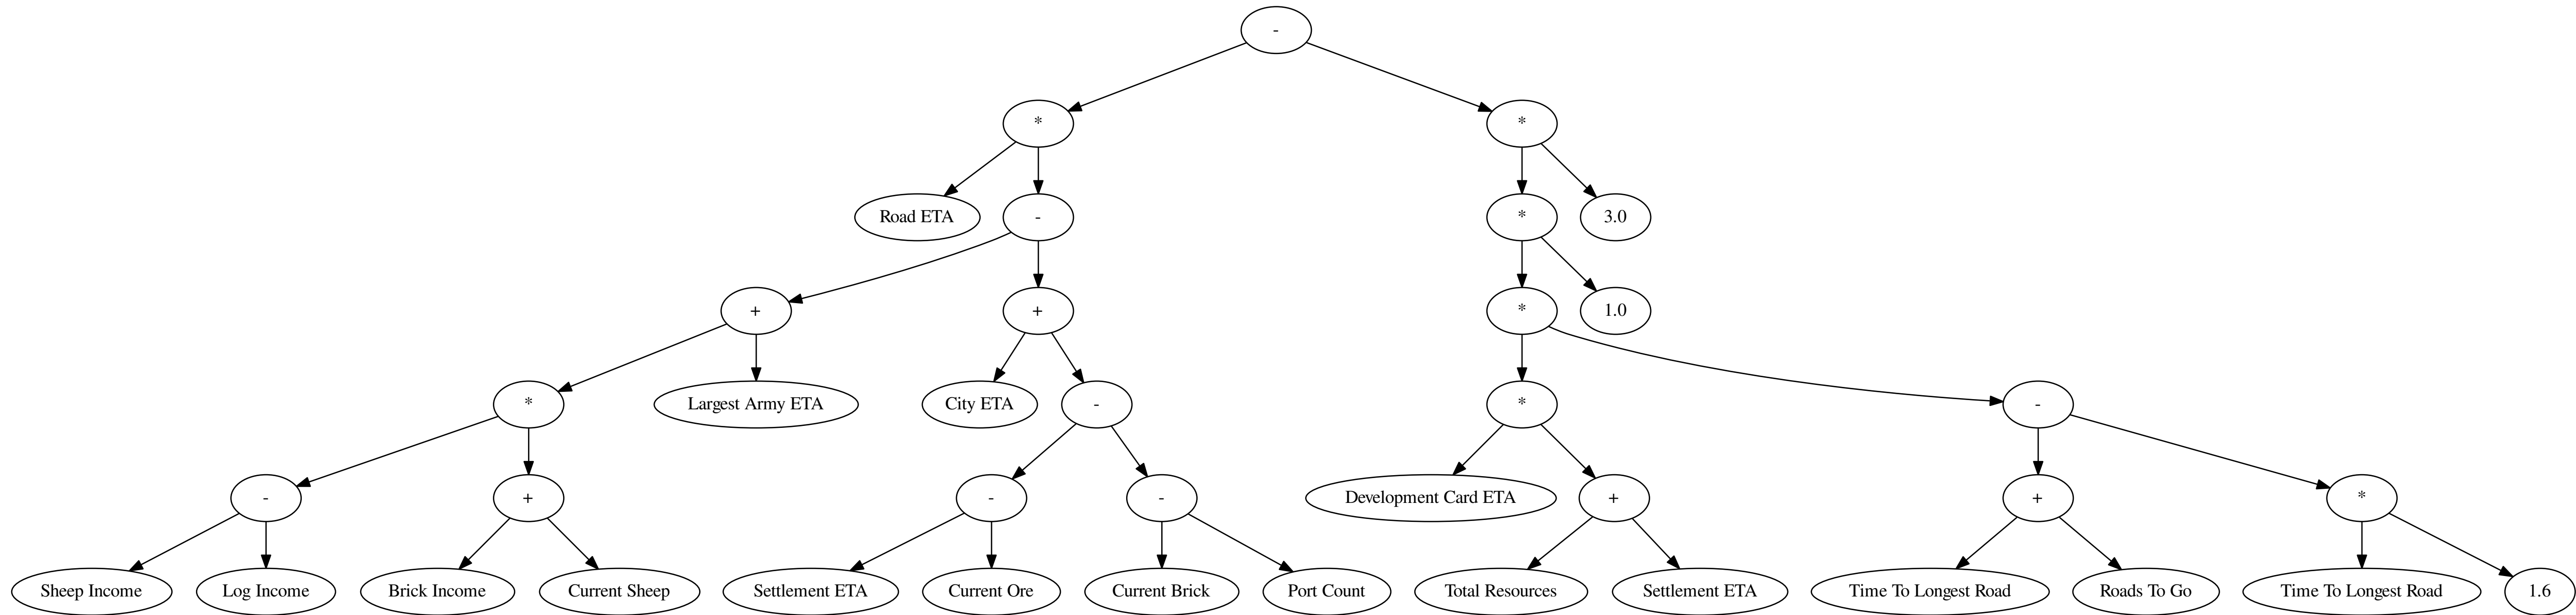 -
* *
Road ETA - * 3.0
+ + * 1.0
* Largest Army ETA City ETA - * -
- + - - Development Card ETA + + *
Sheep Income Log Income Brick Income Current Sheep Settlement ETA Current Ore Current Brick Port Count Total Resources Settlement ETA Time To Longest Road Roads To Go Time To Longest Road 1.6